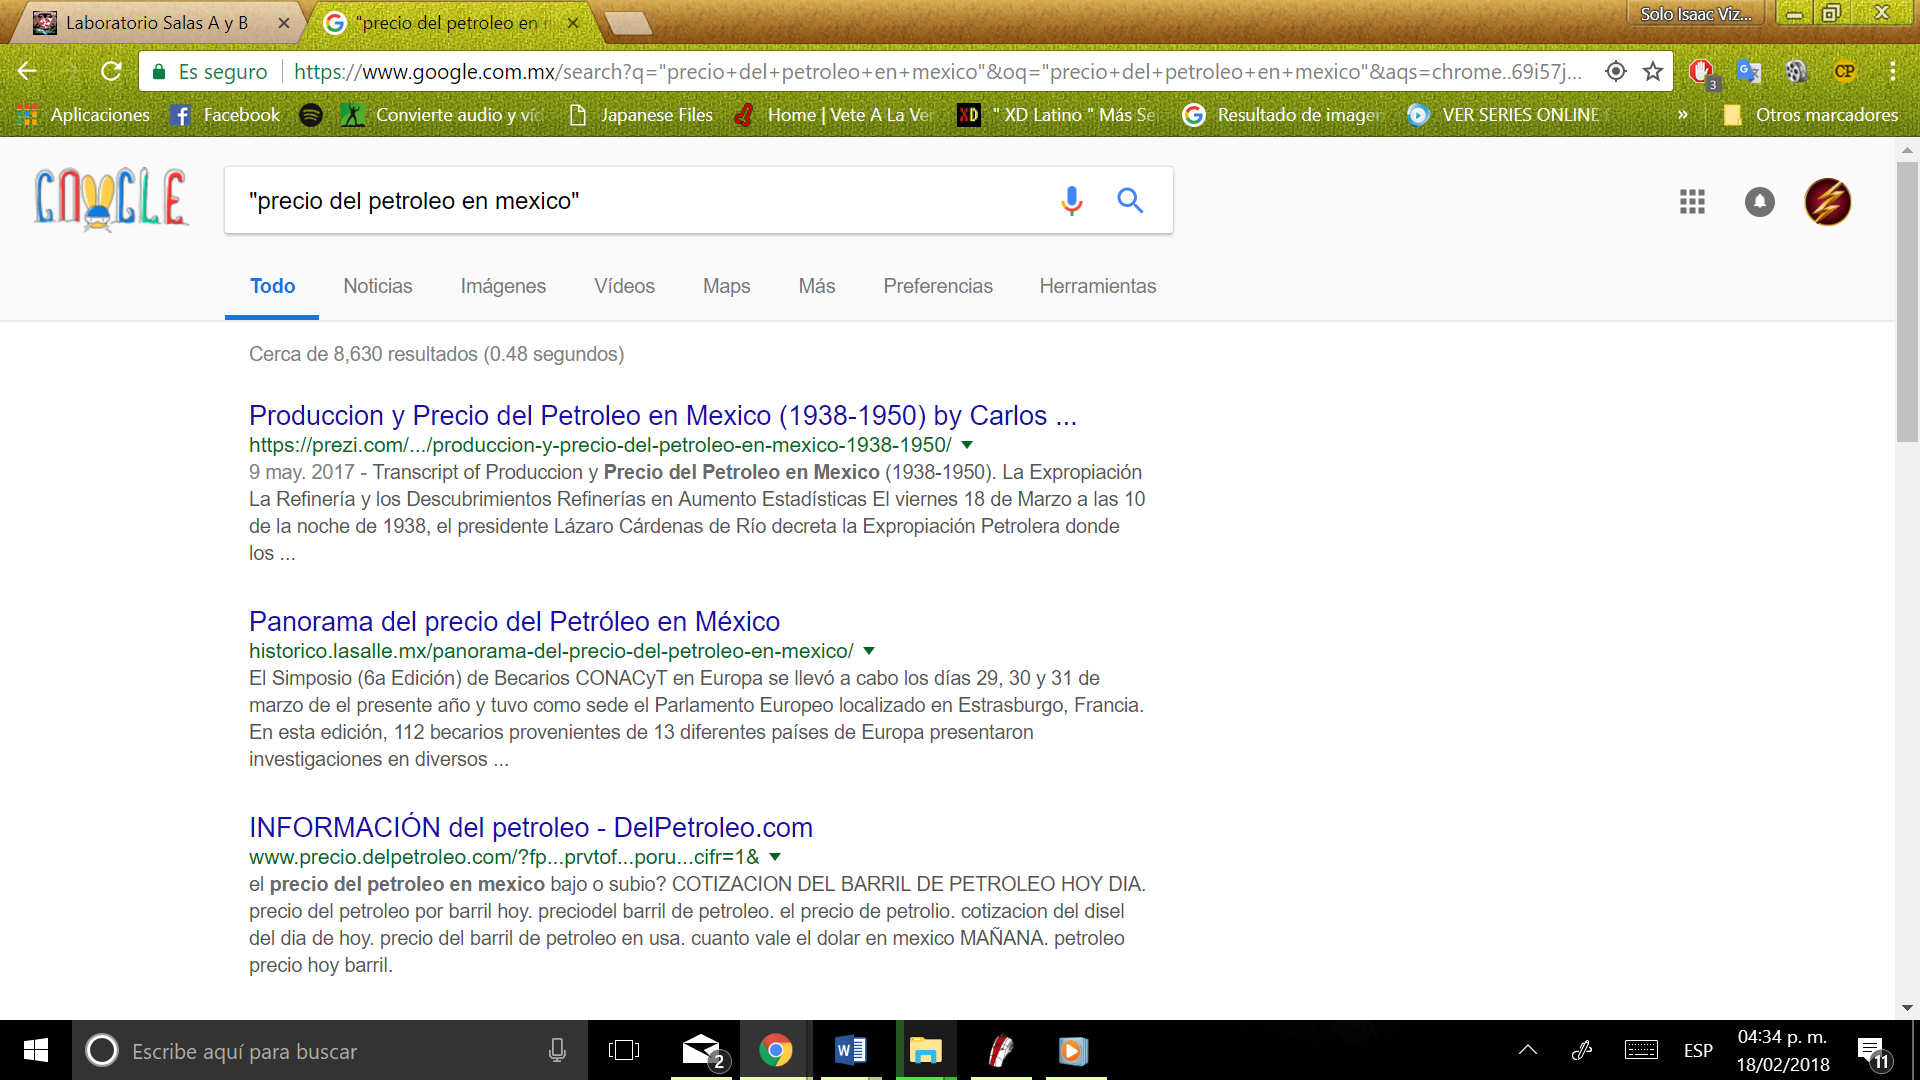 Laboratorio Salas A y B
"precio del petroleo en
Solo Isaac Viz...
Es seguro
https://www.google.com.mx/search?q="precio+del+petroleo+en+mexico"&oq="precio+del+petroleo+en+mexico"&aqs=chrome..69i57j...
3
CP
Aplicaciones
Facebook
Convierte audio y víd
Japanese Files
Home | Vete A La Ver
XD
" XD Latino " Más Se
Resultado de imagen
VER SERIES ONLINE
»
Otros marcadores
"precio del petroleo en mexico"
Todo
Noticias
Imágenes
Vídeos
Maps
Más
Preferencias
Herramientas
Cerca de 8,630 resultados (0.48 segundos)
Produccion y Precio del Petroleo en Mexico (1938-1950) by Carlos ...
https://prezi.com/.../produccion-y-precio-del-petroleo-en-mexico-1938-1950/
9 may. 2017 - Transcript of Produccion y Precio del Petroleo en Mexico (1938-1950). La Expropiación
La Refinería y los Descubrimientos Refinerías en Aumento Estadísticas El viernes 18 de Marzo a las 10
de la noche de 1938, el presidente Lázaro Cárdenas de Río decreta la Expropiación Petrolera donde
los ...
Panorama del precio del Petróleo en México
historico.lasalle.mx/panorama-del-precio-del-petroleo-en-mexico/
El Simposio (6a Edición) de Becarios CONACyT en Europa se llevó a cabo los días 29, 30 y 31 de
marzo de el presente año y tuvo como sede el Parlamento Europeo localizado en Estrasburgo, Francia.
En esta edición, 112 becarios provenientes de 13 diferentes países de Europa presentaron
investigaciones en diversos ...
INFORMACIÓN del petroleo - DelPetroleo.com
www.precio.delpetroleo.com/?fp...prvtof...poru...cifr=1&
el precio del petroleo en mexico bajo o subio? COTIZACION DEL BARRIL DE PETROLEO HOY DIA.
precio del petroleo por barril hoy. preciodel barril de petroleo. el precio de petrolio. cotizacion del disel
del dia de hoy. precio del barril de petroleo en usa. cuanto vale el dolar en mexico MAÑANA. petroleo
precio hoy barril.
Escribe aquí para buscar
2
ESP
04:34 p. m.
18/02/2018
11